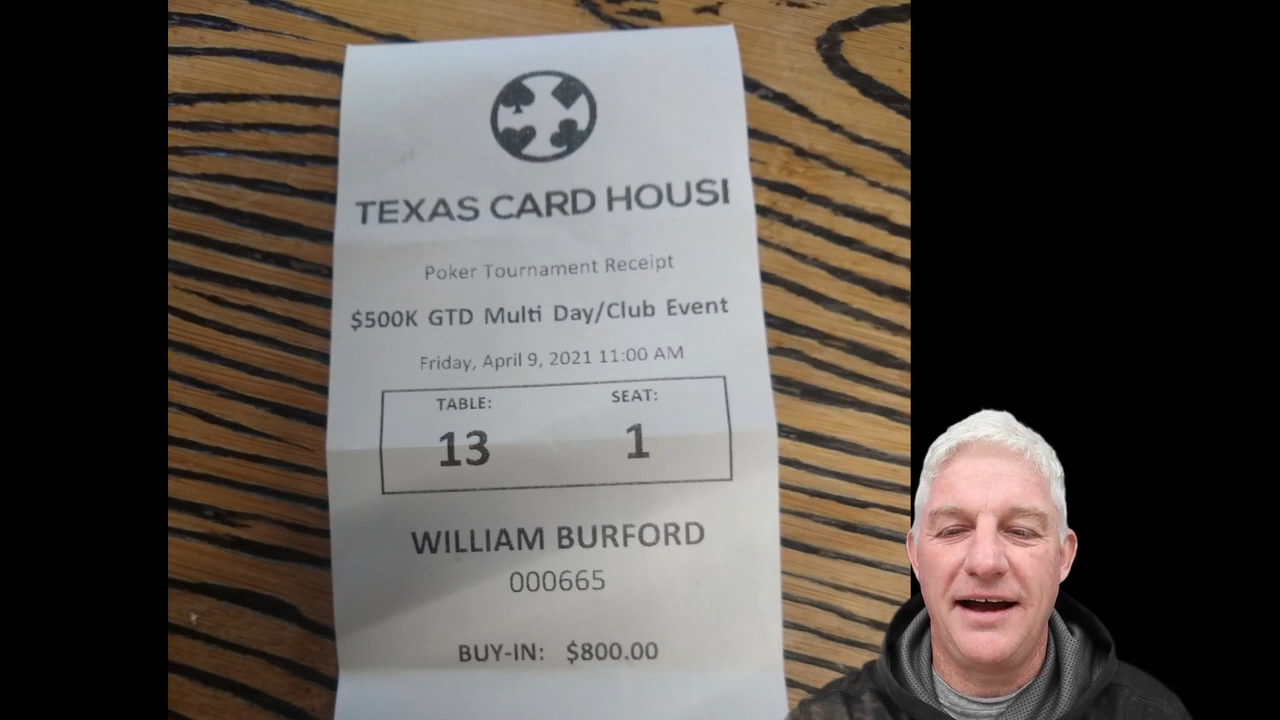 TEXAS CARD HOUSE
Poker Tournament Receipt
$500K GTD Multi Day/Club Event
Friday, April 9, 2021 11:00 AM
TABLE: SEAT:
13 1
WILLIAM BURFORD
000665
BUY-IN: $800.00